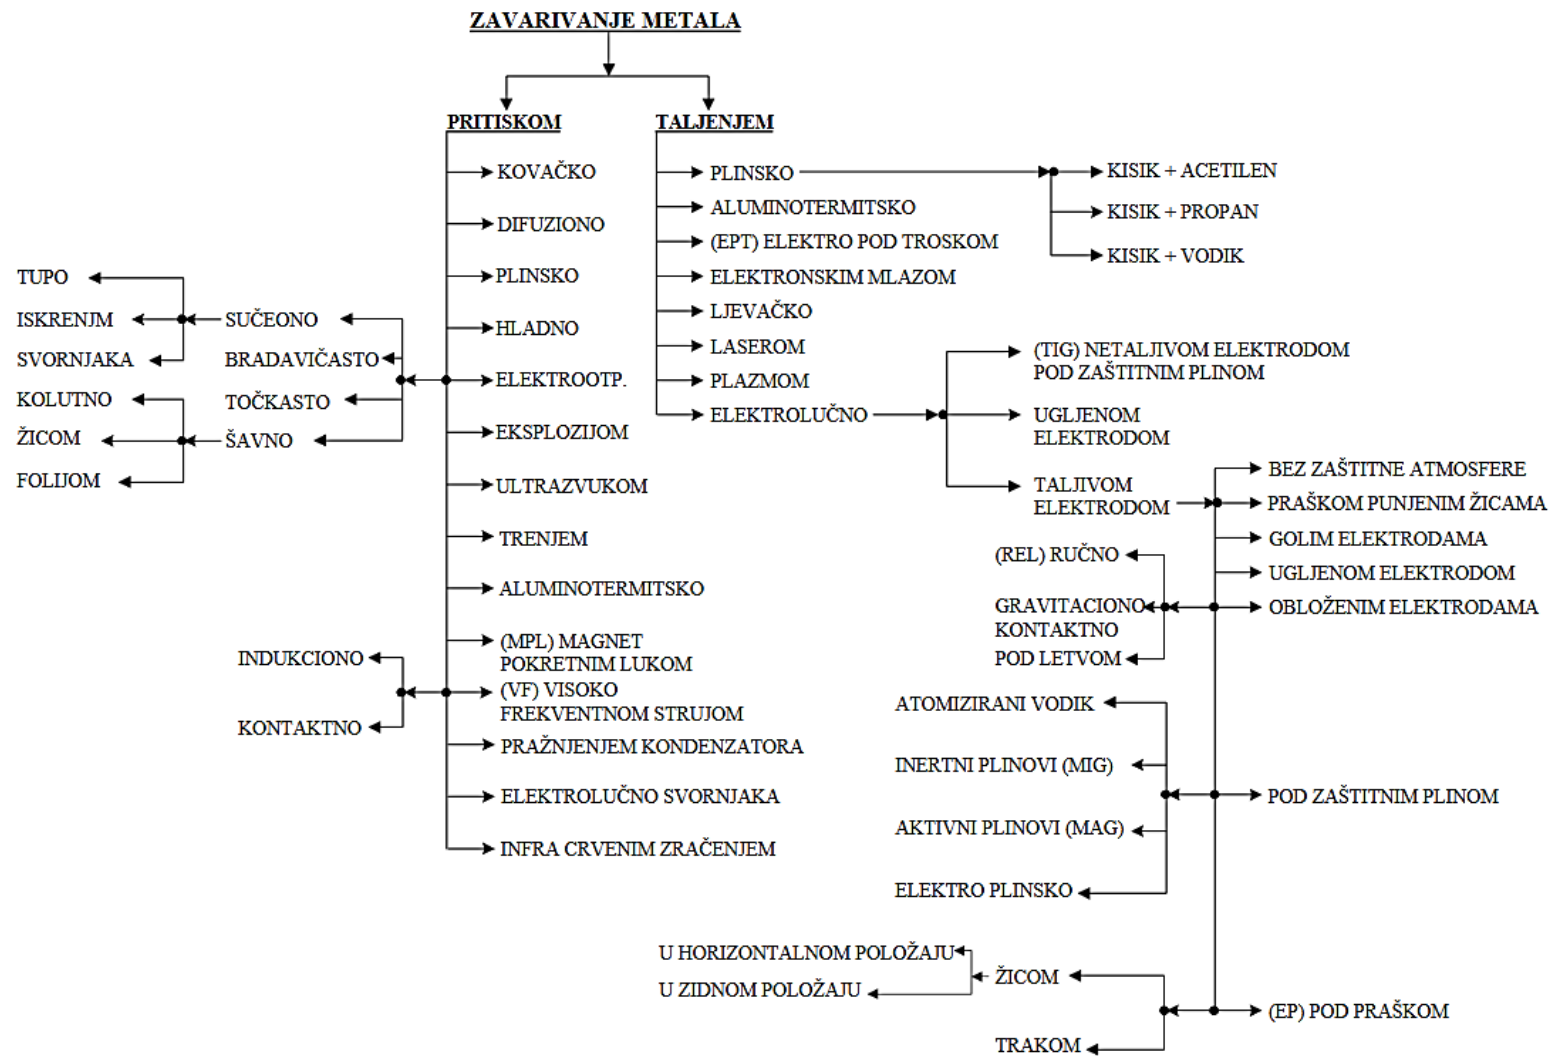 ZAVARIVANJE METALA
PRITISKOM
TALJENJEM
KOVAČKO
DIFUZIONO
PLINSKO
HLADNO
ELEKTROOTP.
EKSPLOZIJOM
ULTRAZVUKOM
TRENJEM
ALUMINOTERMITSKO
(MPL) MAGNET
POKRETNIM LUKOM
(VF) VISOKO
FREKVENTNOM STRUJOM
PRAŽNJENJEM KONDENZATORA
ELEKTROLUČNO SVORNJAKA
INFRA CRVENIM ZRAČENJEM
SUČEONO
BRADAVIČASTO
TOČKASTO
ŠAVNO
TUPO
ISKRENJM
SVORNJAKA
KOLUTNO
ŽICOM
FOLIJOM
INDUKCIONO
KONTAKTNO
PLINSKO
ALUMINOTERMITSKO
(EPT) ELEKTRO POD TROSKOM
ELEKTRONSKIM MLAZOM
LJEVAČKO
LASEROM
PLAZMOM
ELEKTROLUČNO
KISIK + ACETILEN
KISIK + PROPAN
KISIK + VODIK
(TIG) NETALJIVOM ELEKTRODOM
POD ZAŠTITNIM PLINOM
UGLJENOM
ELEKTRODOM
TALJIVOM
ELEKTRODOM
BEZ ZAŠTITNE ATMOSFERE
PRAŠKOM PUNJENIM ŽICAMA
GOLIM ELEKTRODAMA
UGLJENOM ELEKTRODOM
OBLOŽENIM ELEKTRODAMA
(REL) RUČNO
GRAVITACIONO
KONTAKTNO
POD LETVOM
POD ZAŠTITNIM PLINOM
ATOMIZIRANI VODIK
INERTNI PLINOVI (MIG)
AKTIVNI PLINOVI (MAG)
ELEKTRO PLINSKO
(EP) POD PRAŠKOM
ŽICOM
TRAKOM
U HORIZONTALNOM POLOŽAJU
U ZIDNOM POLOŽAJU